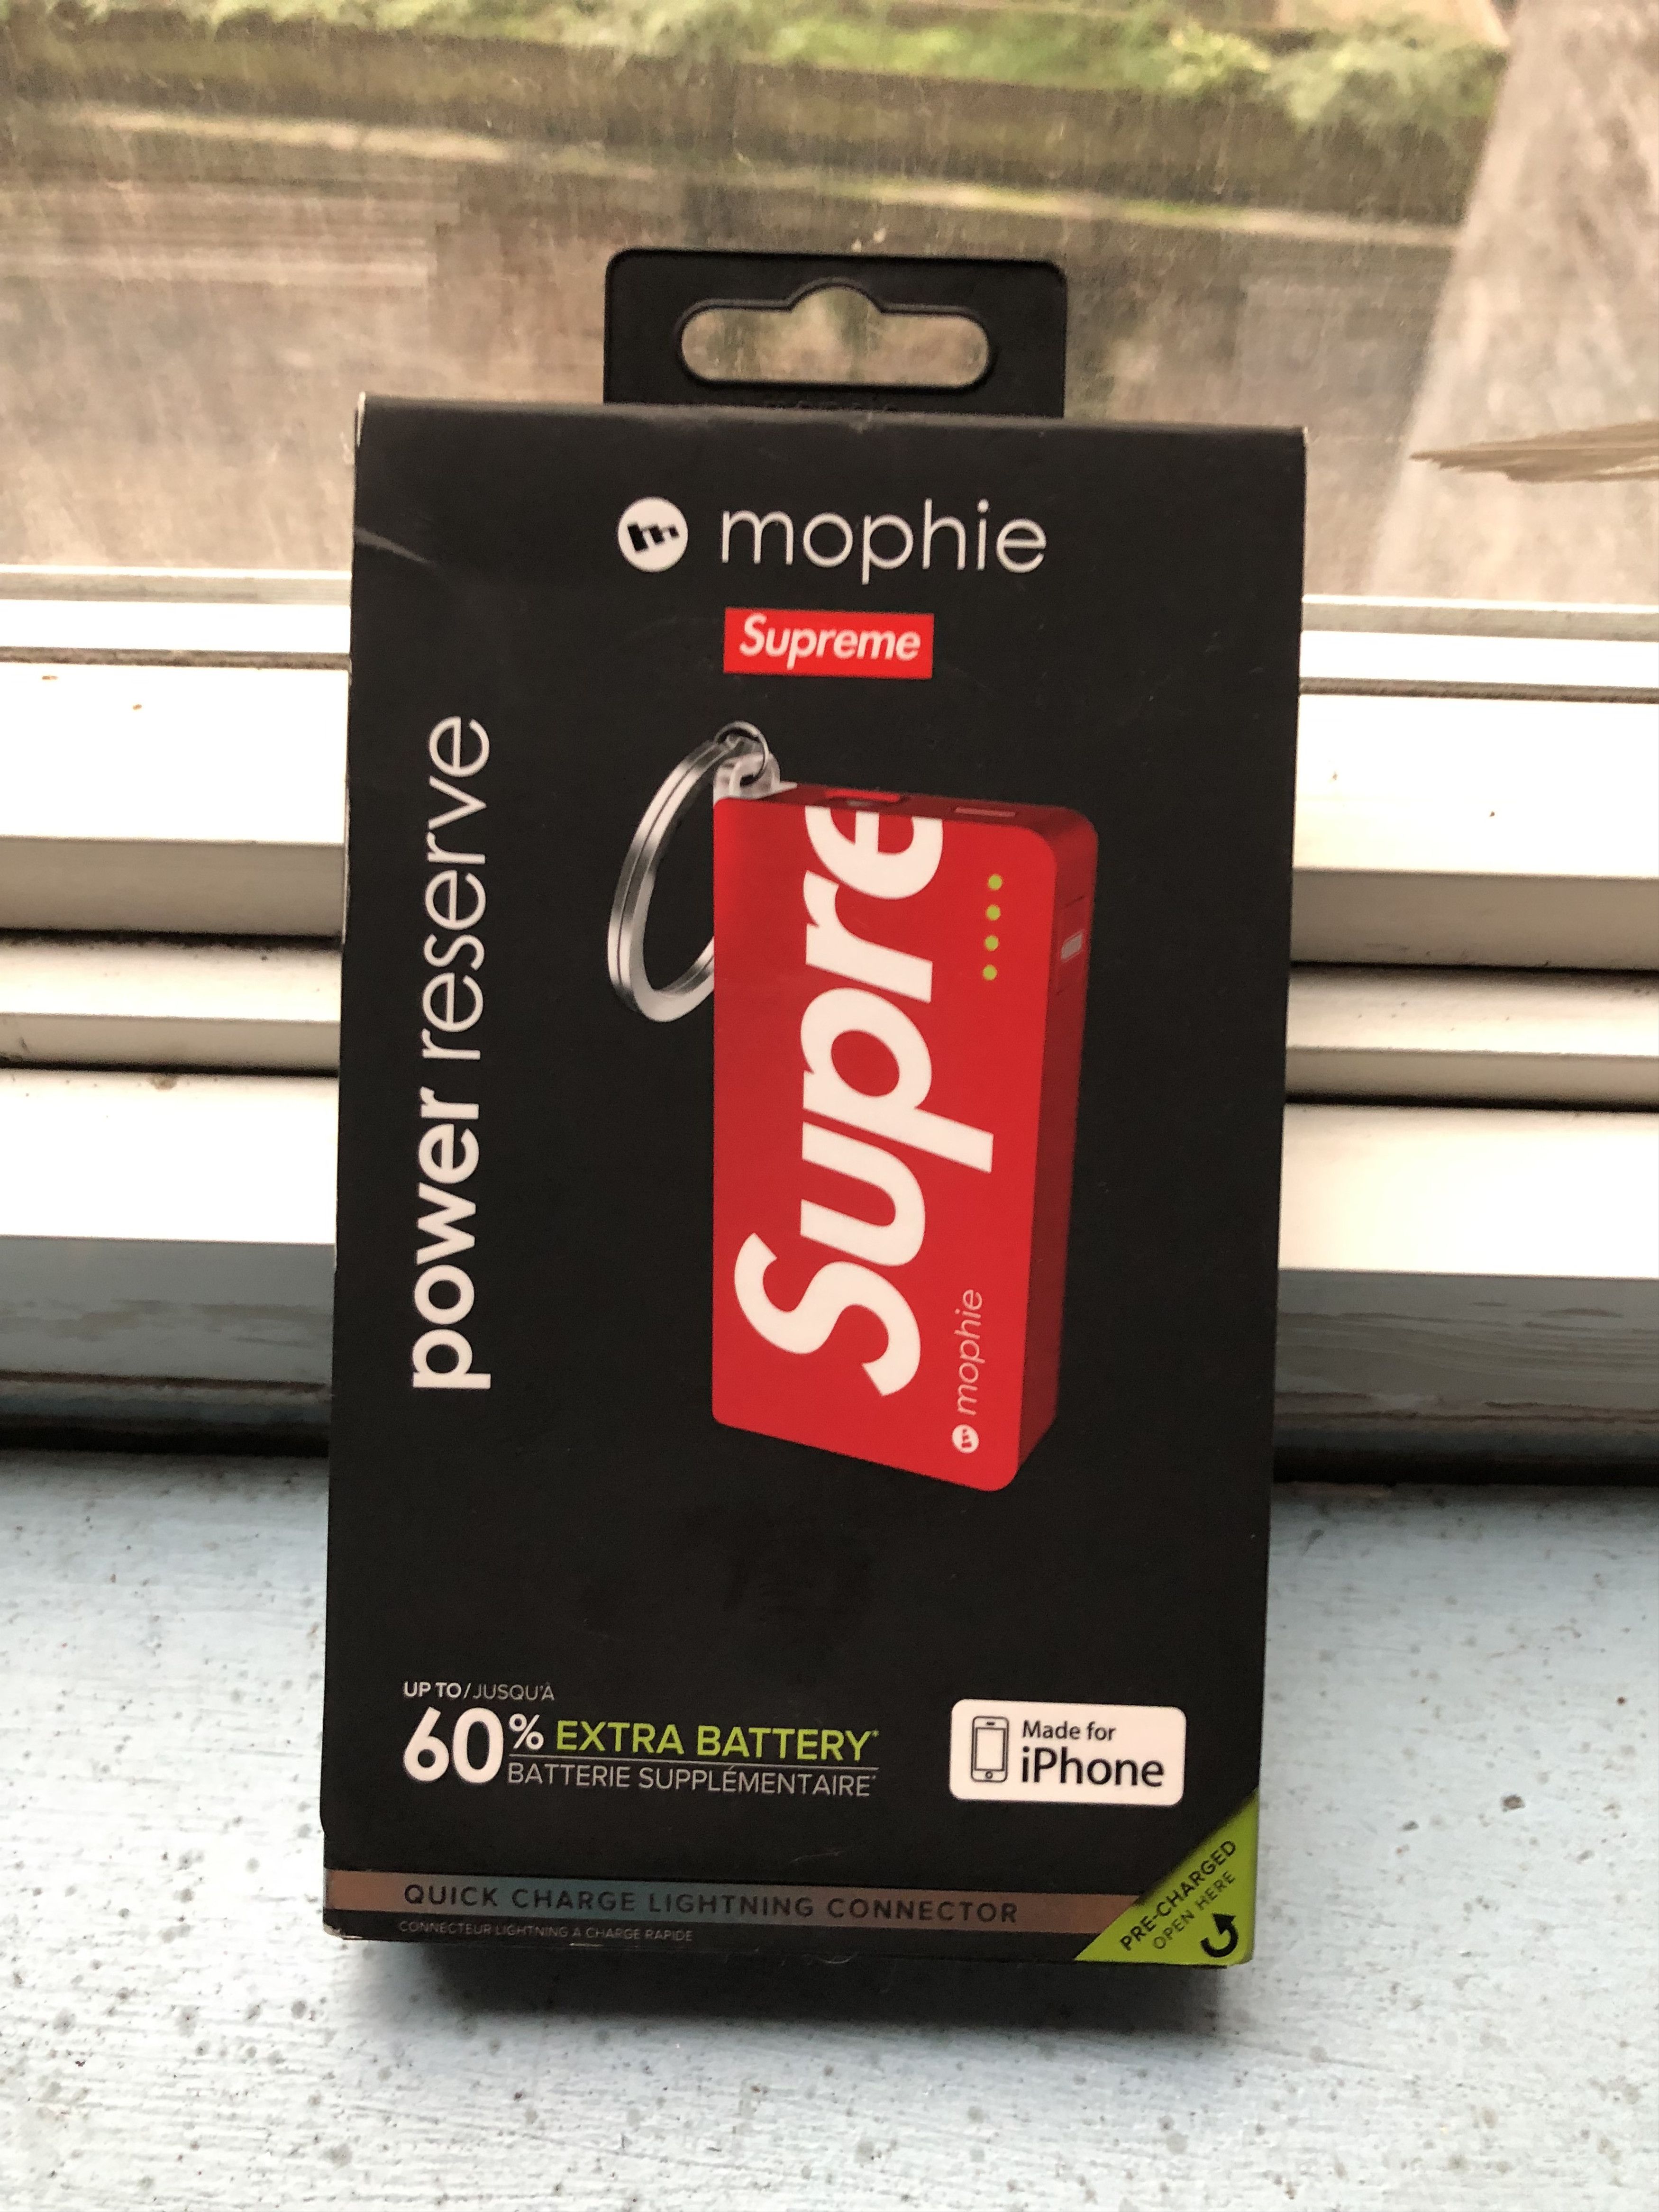 mophie
Supreme
power reserve
Supre
mophie
UP TO/JUSQU'À
60% EXTRA BATTERY*
BATTERIE SUPPLÉMENTAIRE*
Made for
iPhone
PRE-CHARGED
OPEN HERE
QUICK CHARGE LIGHTNING CONNECTOR
CONNECTEUR LIGHTNING À CHARGE RAPIDE